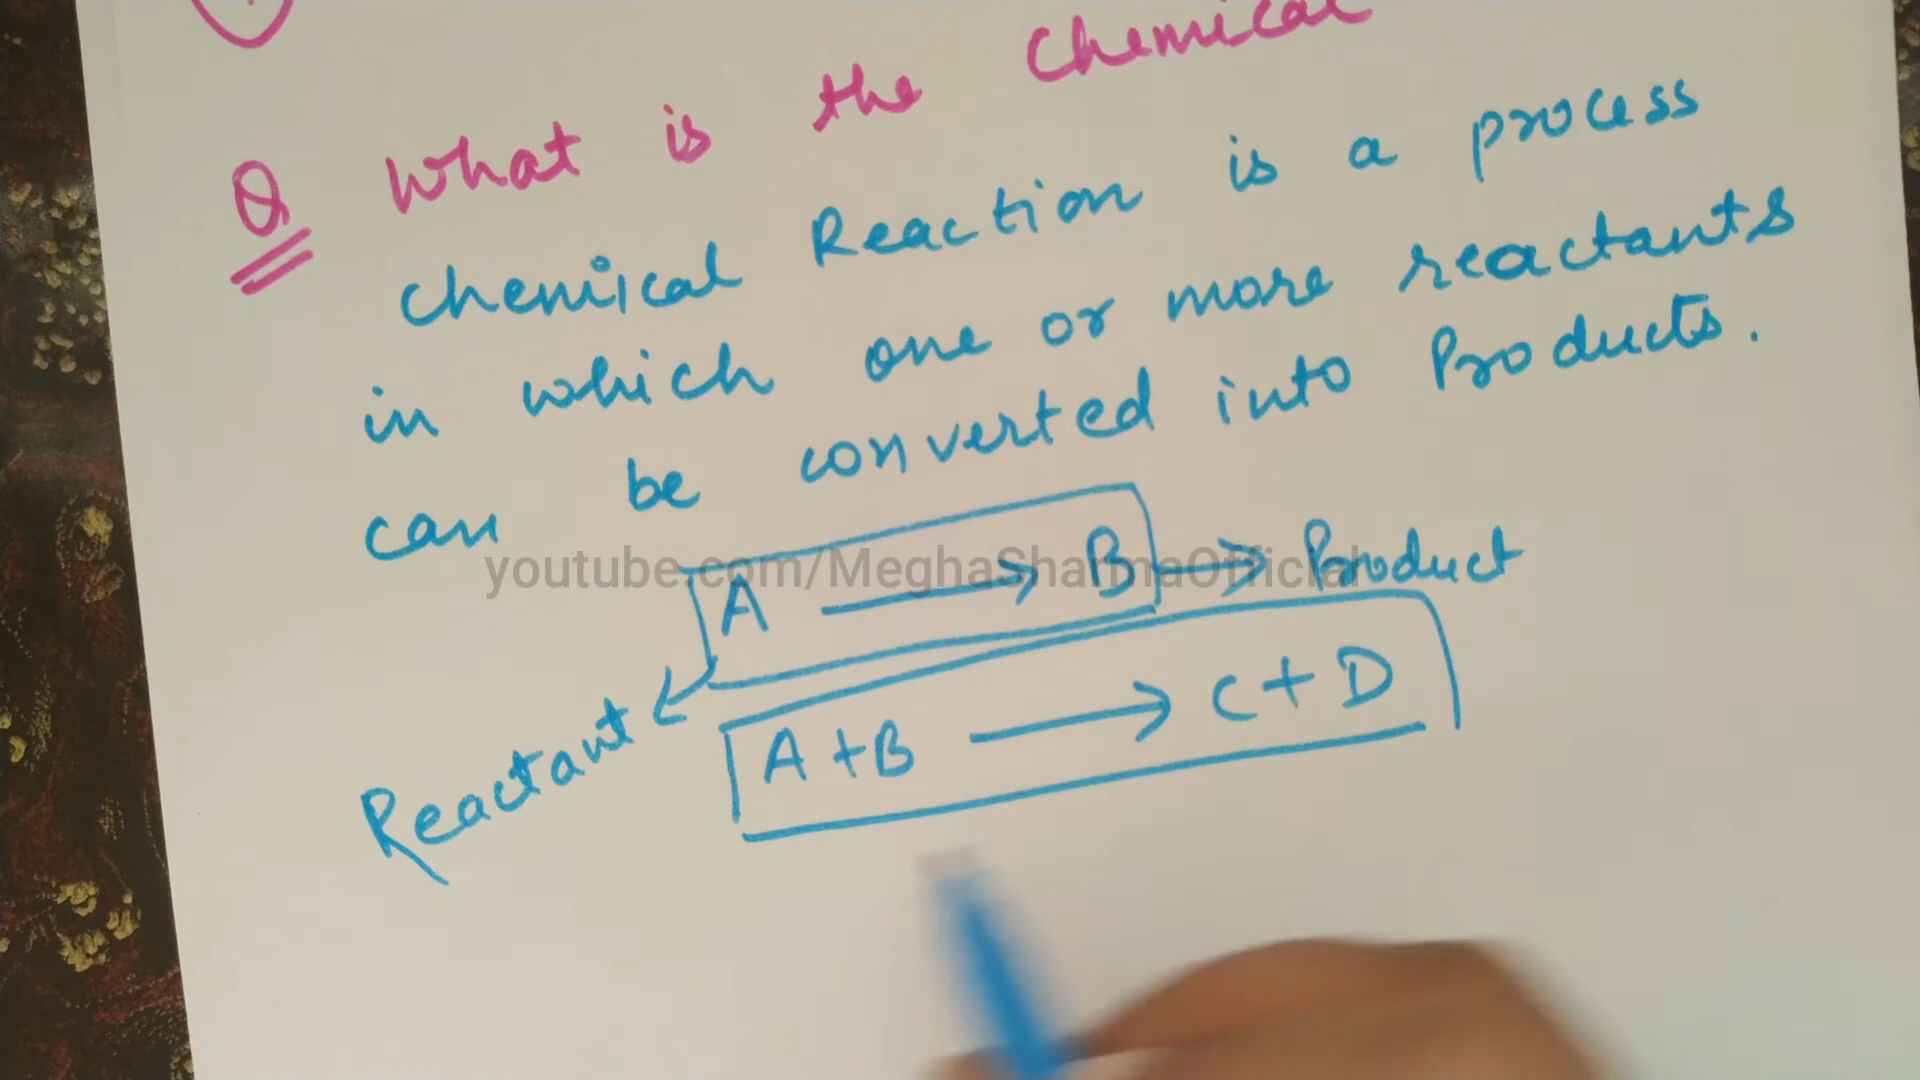 Q What is the Chemical
Chemical Reaction is a process
in which one or more reactants
can be converted into Products.
A → B → Product
Reactant
A + B → C + D
youtube.com/MeghaSharmaOfficial